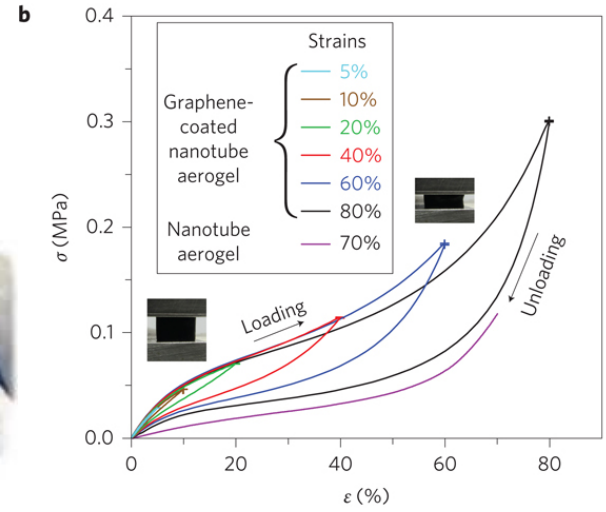 b
0.4
0.3
0.2
0.1
0.0
σ (MPa)
Strains
Graphene-
coated
nanotube
aerogel
5%
10%
20%
40%
60%
80%
Nanotube
aerogel
70%
Loading
Unloading
0
20
40
60
80
ε (%)